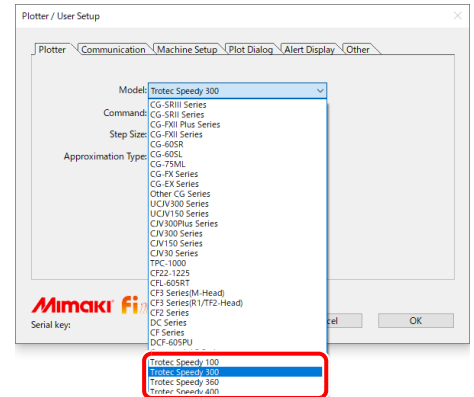 Plotter / User Setup
Plotter Communication Machine Setup Plot Dialog Alert Display Other
Model: Trotec Speedy 300
Command:
Step Size:
Approximation Type:
CG-SRIII Series
CG-SRII Series
CG-FXII Plus Series
CG-FXII Series
CG-60SR
CG-60SL
CG-75ML
CG-FX Series
CG-EX Series
Other CG Series
UCJV300 Series
UCJV150 Series
CJV300Plus Series
CJV300 Series
CJV150 Series
CJV30 Series
TPC-1000
CF22-1225
CFL-605RT
CF3 Series(M-Head)
CF3 Series(R1/TF2-Head)
CF2 Series
DC Series
CF Series
DCF-605PU
Trotec Speedy 100
Trotec Speedy 300
Trotec Speedy 360
Trotec Speedy 400
Mimaki Fi
Serial key:
cel
OK